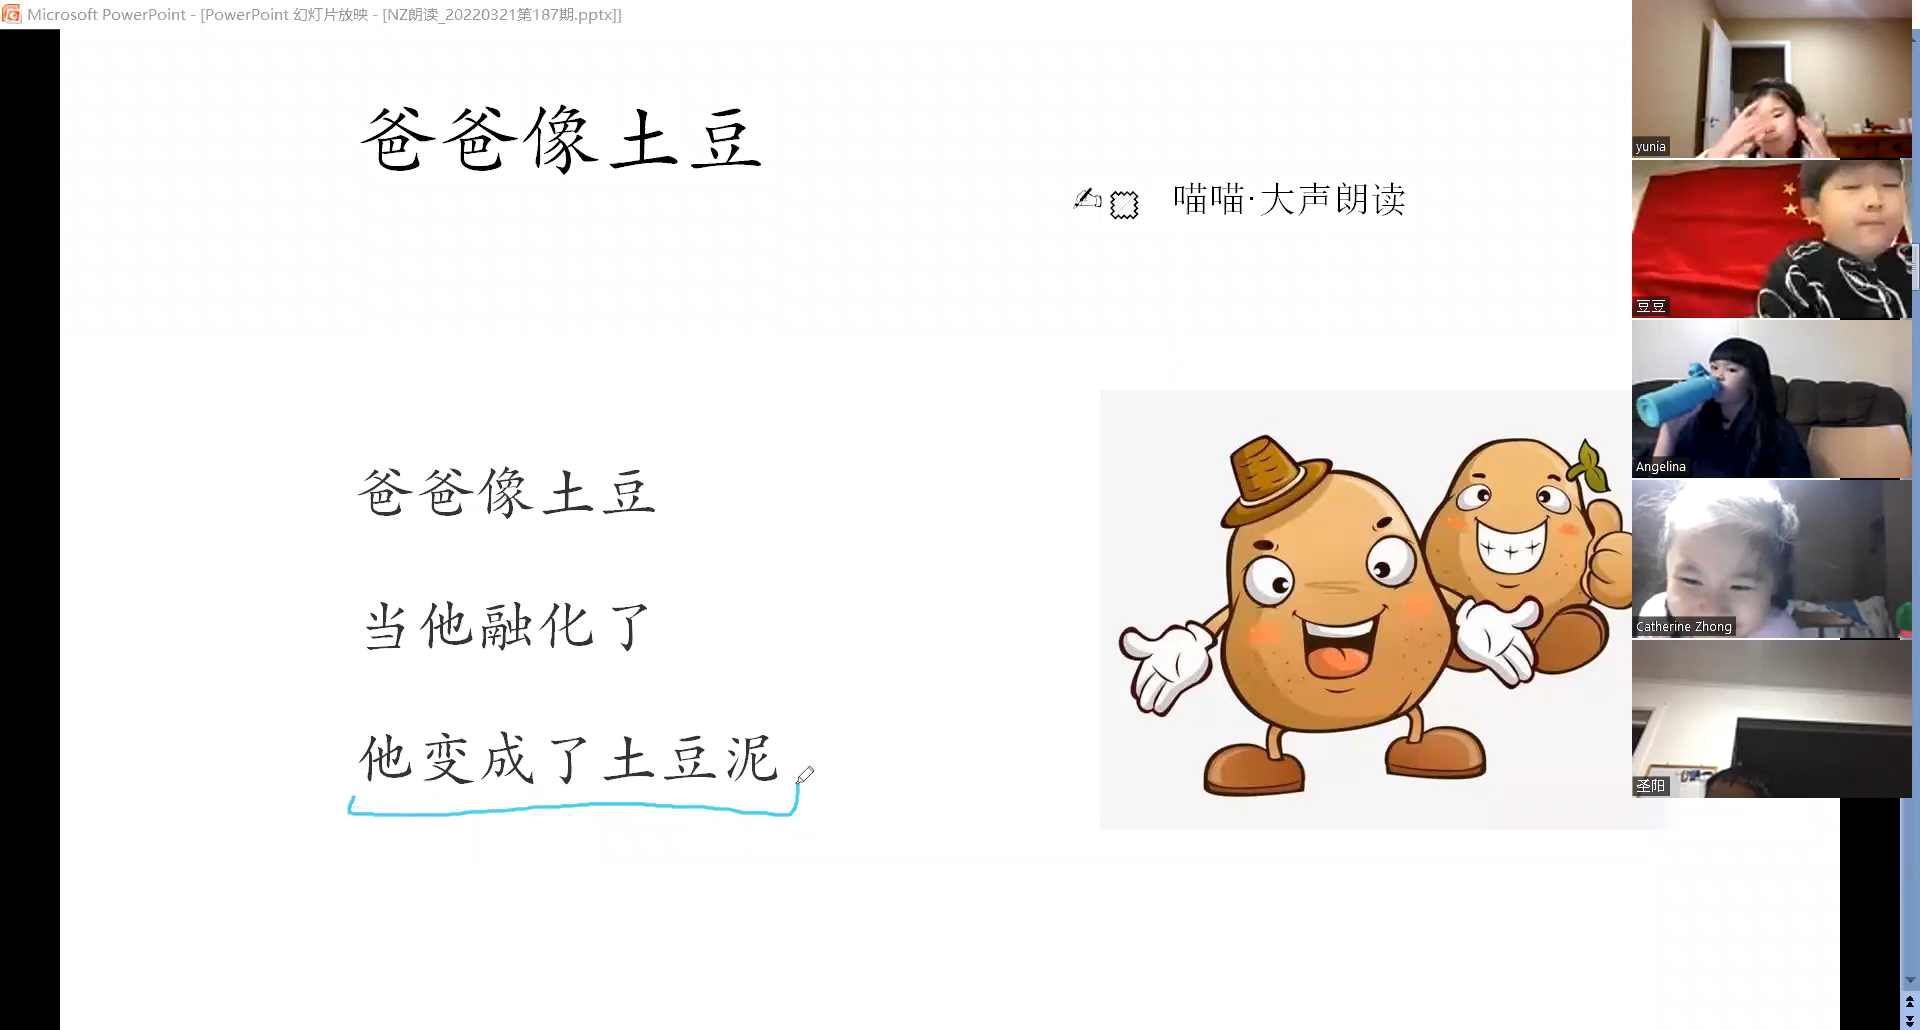 Microsoft PowerPoint - [PowerPoint 幻灯片放映 - [NZ朗读_20220321第187期.pptx]]
爸爸像土豆
喵喵·大声朗读
爸爸像土豆
当他融化了
他变成了土豆泥
yunia
豆豆
Angelina
Catherine Zhong
圣阳